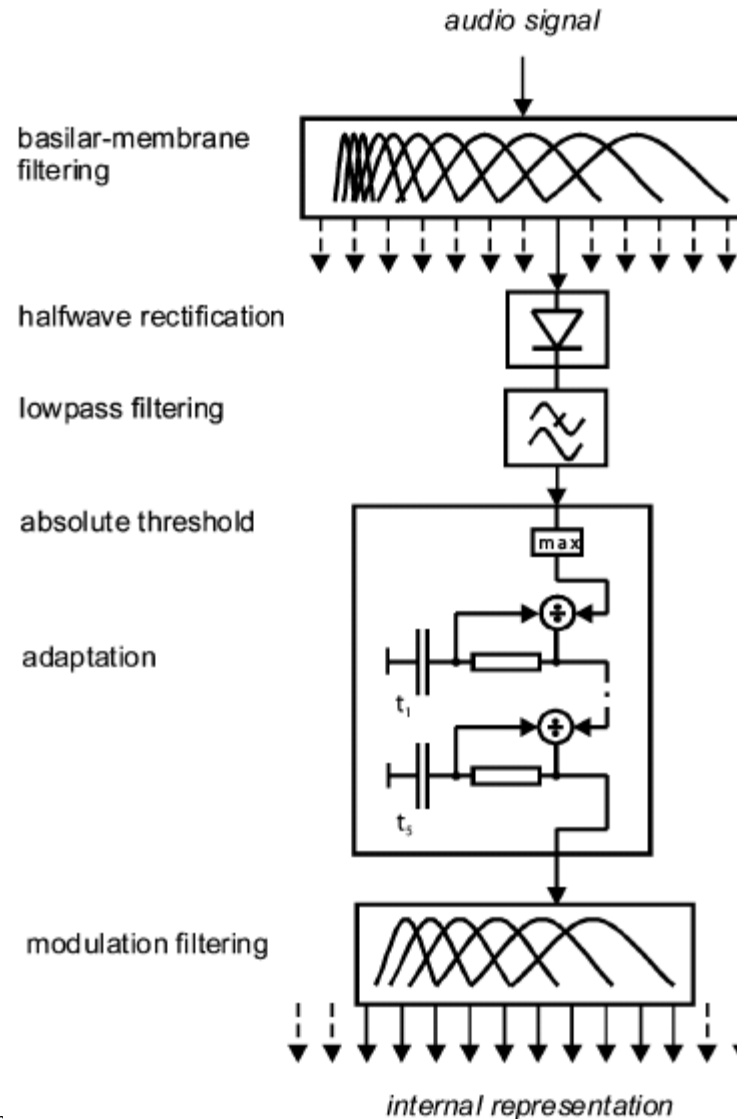 audio signal
basilar-membrane
filtering
halfwave rectification
lowpass filtering
absolute threshold
max
÷
adaptation
t₁
÷
t₅
modulation filtering
internal representation